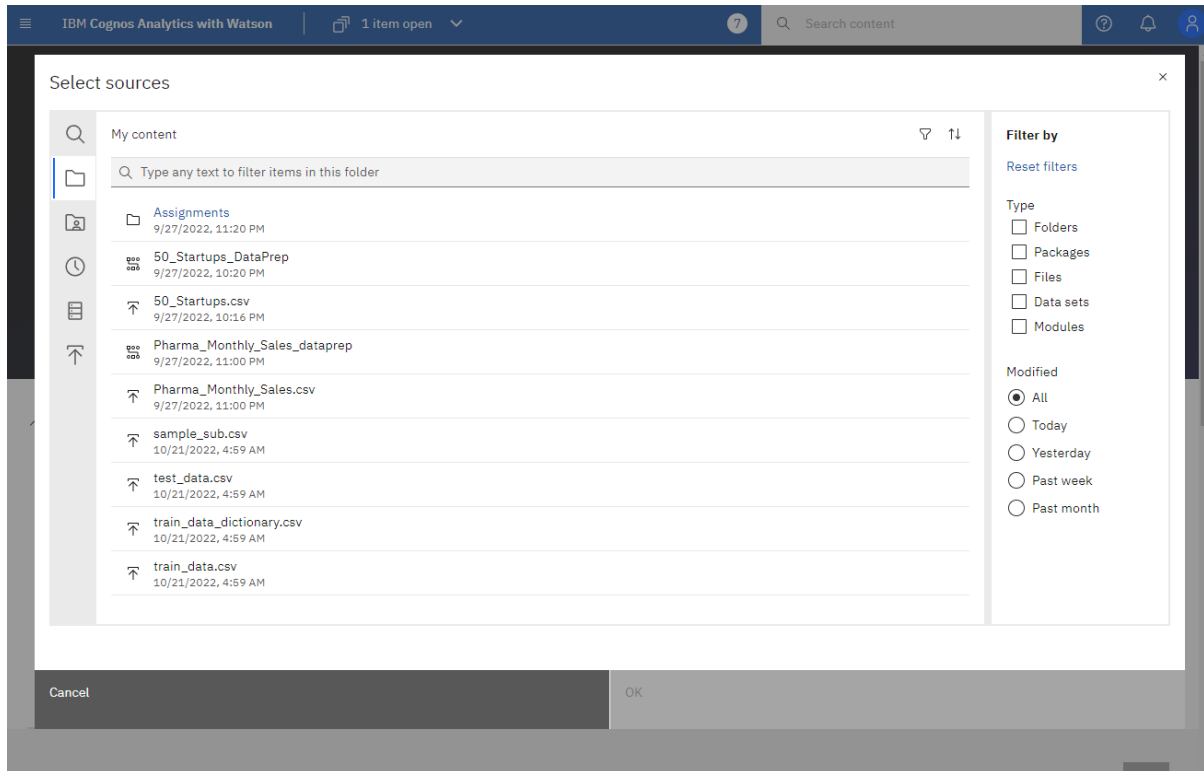 IBM Cognos Analytics with Watson
1 item open
7
Search content
Select sources
My content
Type any text to filter items in this folder
Assignments
9/27/2022, 11:20 PM
50_Startups_DataPrep
9/27/2022, 10:20 PM
50_Startups.csv
9/27/2022, 10:16 PM
Pharma_Monthly_Sales_dataprep
9/27/2022, 11:00 PM
Pharma_Monthly_Sales.csv
9/27/2022, 11:00 PM
sample_sub.csv
10/21/2022, 4:59 AM
test_data.csv
10/21/2022, 4:59 AM
train_data_dictionary.csv
10/21/2022, 4:59 AM
train_data.csv
10/21/2022, 4:59 AM
Filter by
Reset filters
Type
Folders
Packages
Files
Data sets
Modules
Modified
All
Today
Yesterday
Past week
Past month
Cancel
OK